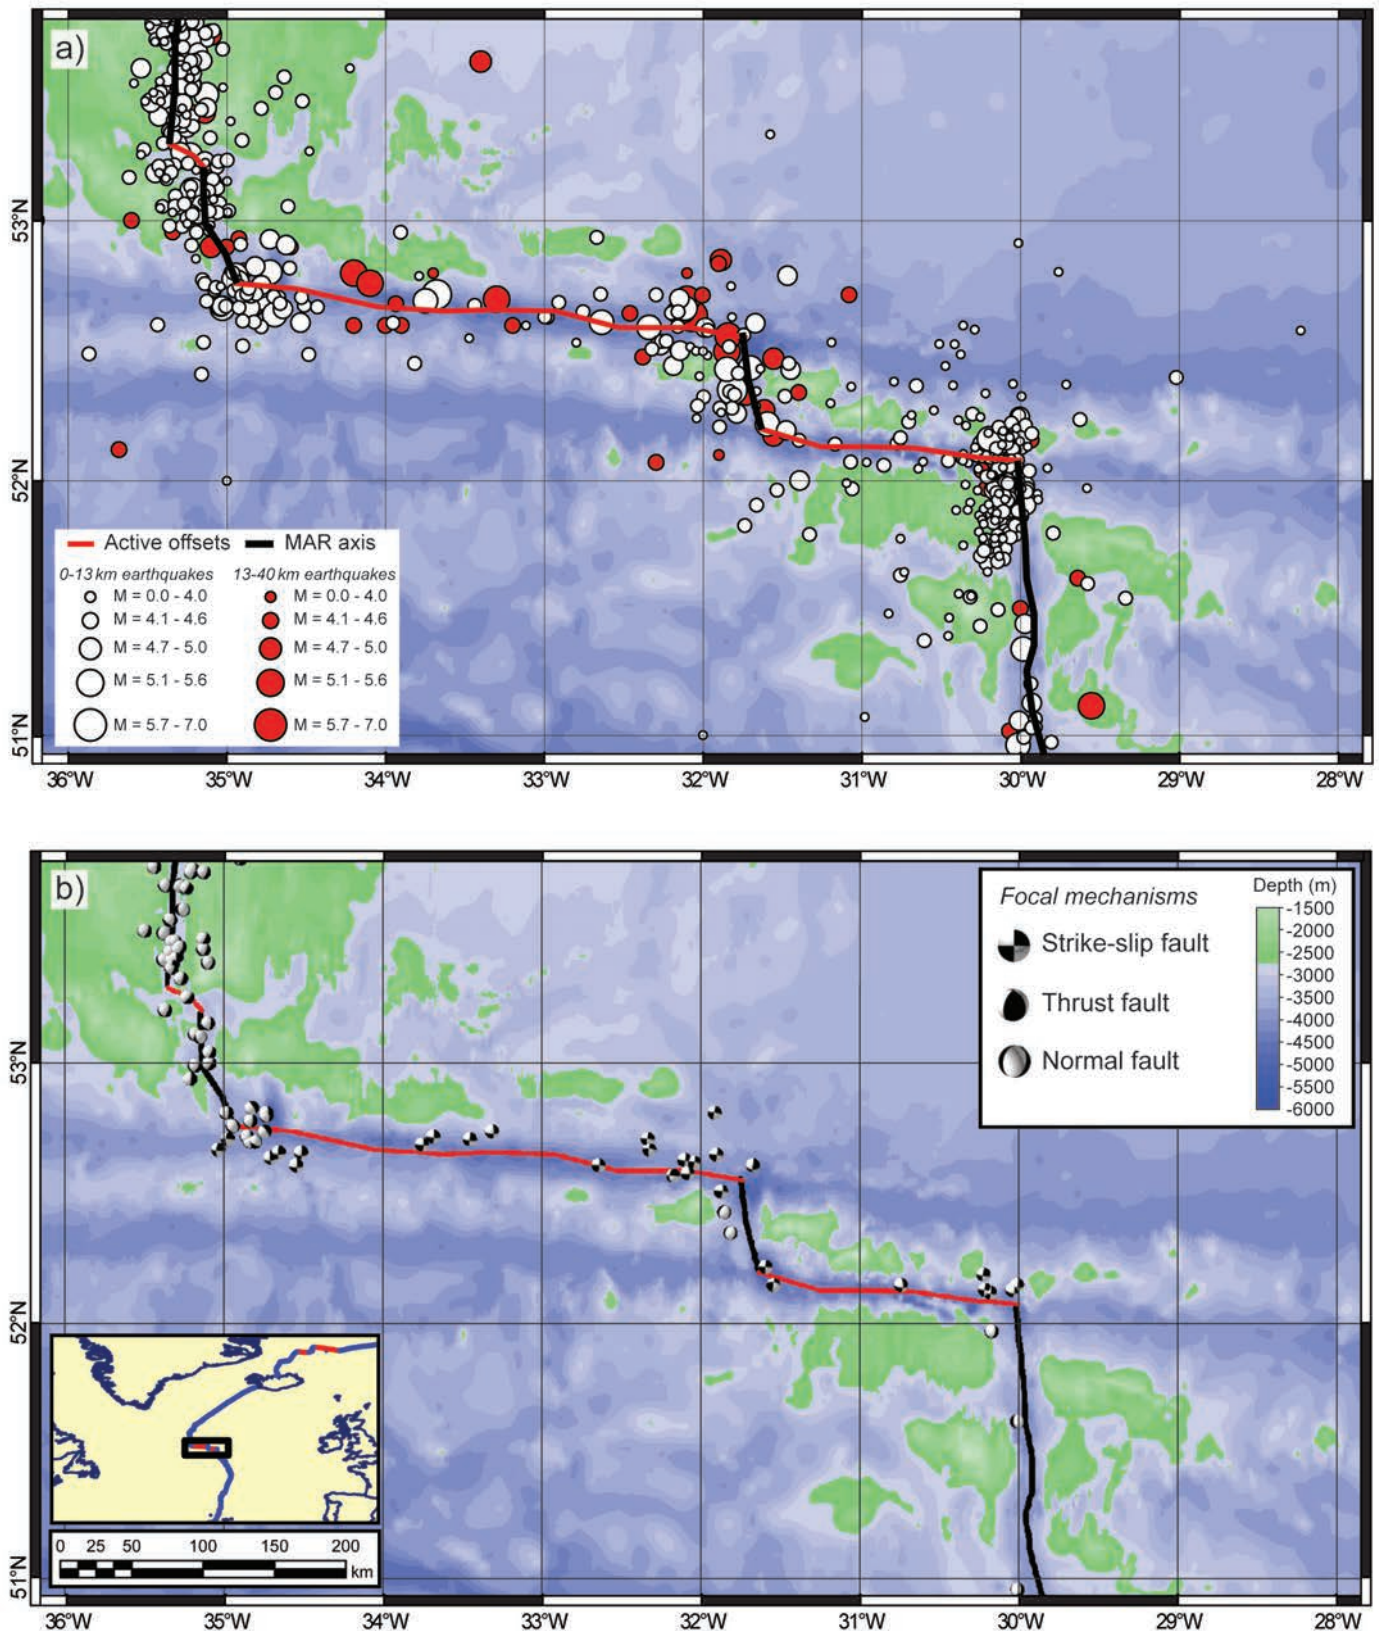 a)
53°N
52°N
51°N
Active offsets MAR axis
0-13 km earthquakes 13-40 km earthquakes
M = 0.0 - 4.0 M = 0.0 - 4.0
M = 4.1 - 4.6 M = 4.1 - 4.6
M = 4.7 - 5.0 M = 4.7 - 5.0
M = 5.1 - 5.6 M = 5.1 - 5.6
M = 5.7 - 7.0 M = 5.7 - 7.0
36°W 35°W 34°W 33°W 32°W 31°W 30°W 29°W 28°W
b)
Focal mechanisms
Strike-slip fault
Thrust fault
Normal fault
Depth (m)
-1500
-2000
-2500
-3000
-3500
-4000
-4500
-5000
-5500
-6000
53°N
52°N
51°N
0 25 50 100 150 200
km
36°W 35°W 34°W 33°W 32°W 31°W 30°W 29°W 28°W